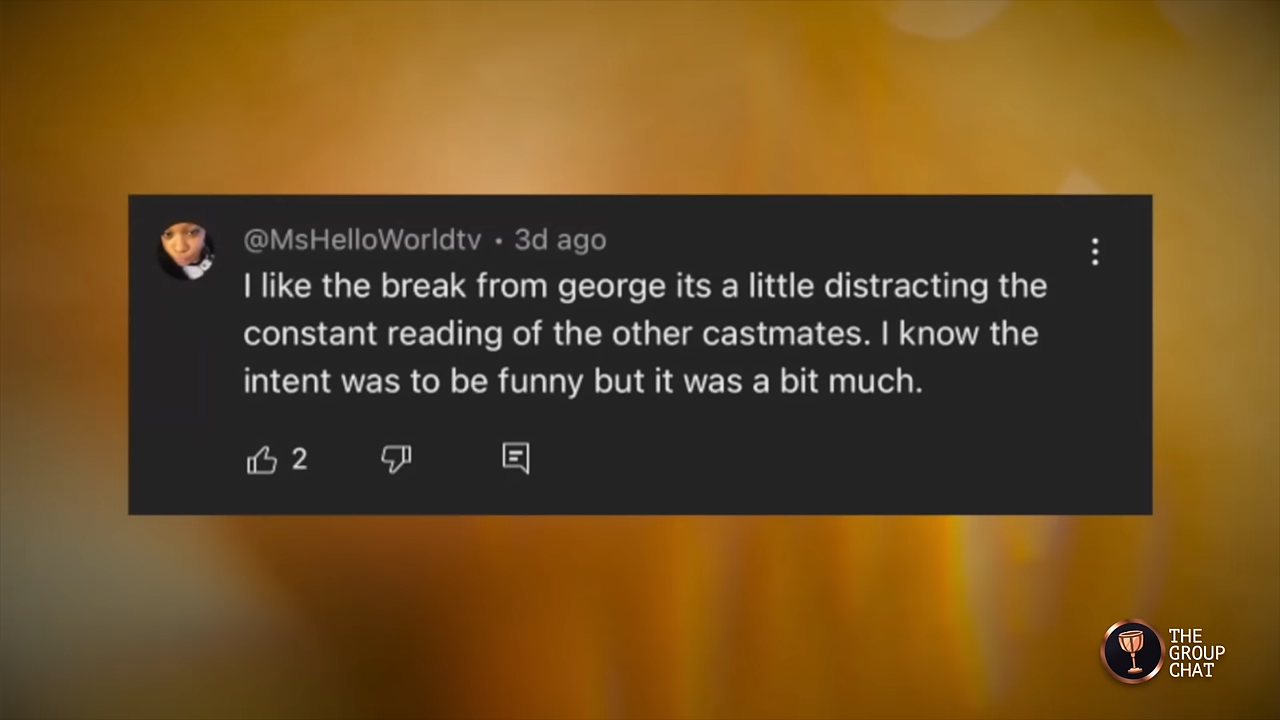 @MsHelloWorldtv • 3d ago
I like the break from george its a little distracting the
constant reading of the other castmates. I know the
intent was to be funny but it was a bit much.
2
THE
GROUP
CHAT